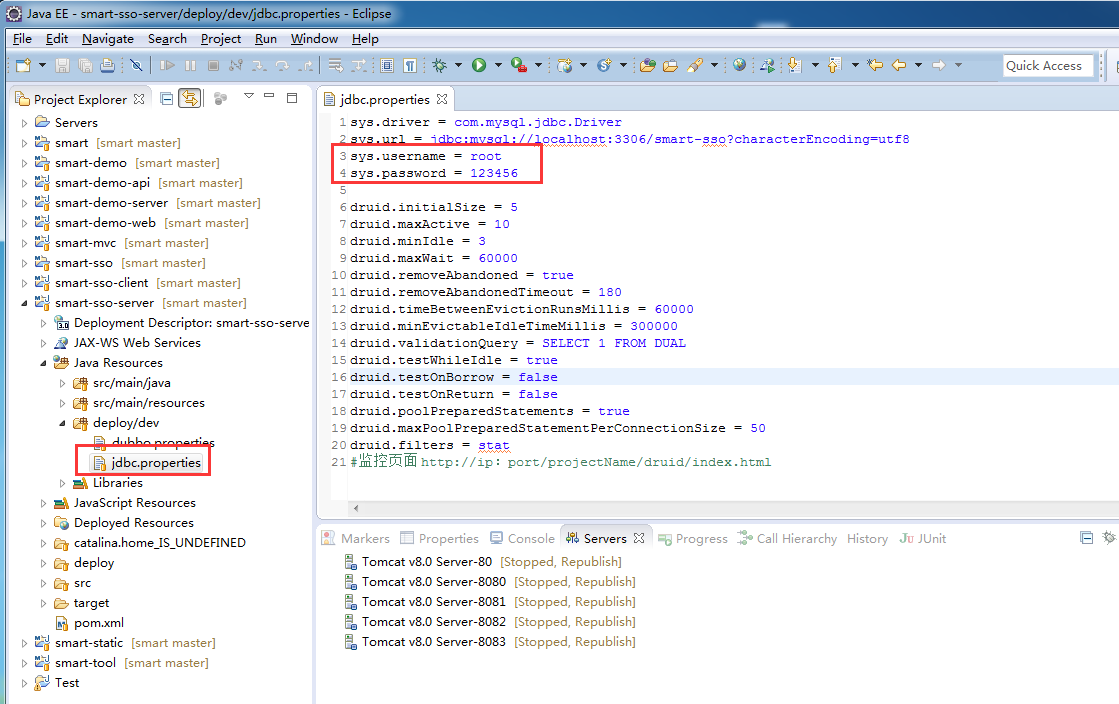 Java EE - smart-sso-server/deploy/dev/jdbc.properties - Eclipse
File Edit Navigate Search Project Run Window Help
Quick Access
Project Explorer
Servers
smart [smart master]
smart-demo [smart master]
smart-demo-api [smart master]
smart-demo-server [smart master]
smart-demo-web [smart master]
smart-mvc [smart master]
smart-sso [smart master]
smart-sso-client [smart master]
smart-sso-server [smart master]
Deployment Descriptor: smart-sso-serve
JAX-WS Web Services
Java Resources
src/main/java
src/main/resources
deploy/dev
dubbo.properties
jdbc.properties
Libraries
JavaScript Resources
Deployed Resources
catalina.home_IS_UNDEFINED
deploy
src
target
pom.xml
smart-static [smart master]
smart-tool [smart master]
Test
jdbc.properties
1 sys.driver = com.mysql.jdbc.Driver
2 sys.url = jdbc:mysql://localhost:3306/smart-sso?characterEncoding=utf8
3 sys.username = root
4 sys.password = 123456
5
6 druid.initialSize = 5
7 druid.maxActive = 10
8 druid.minIdle = 3
9 druid.maxWait = 60000
10 druid.removeAbandoned = true
11 druid.removeAbandonedTimeout = 180
12 druid.timeBetweenEvictionRunsMillis = 60000
13 druid.minEvictableIdleTimeMillis = 300000
14 druid.validationQuery = SELECT 1 FROM DUAL
15 druid.testWhileIdle = true
16 druid.testOnBorrow = false
17 druid.testOnReturn = false
18 druid.poolPreparedStatements = true
19 druid.maxPoolPreparedStatementPerConnectionSize = 50
20 druid.filters = stat
21 #监控页面 http://ip: port/projectName/druid/index.html
Markers Properties Console Servers Progress Call Hierarchy History Ju JUnit
Tomcat v8.0 Server-80 [Stopped, Republish]
Tomcat v8.0 Server-8080 [Stopped, Republish]
Tomcat v8.0 Server-8081 [Stopped, Republish]
Tomcat v8.0 Server-8082 [Stopped, Republish]
Tomcat v8.0 Server-8083 [Stopped, Republish]